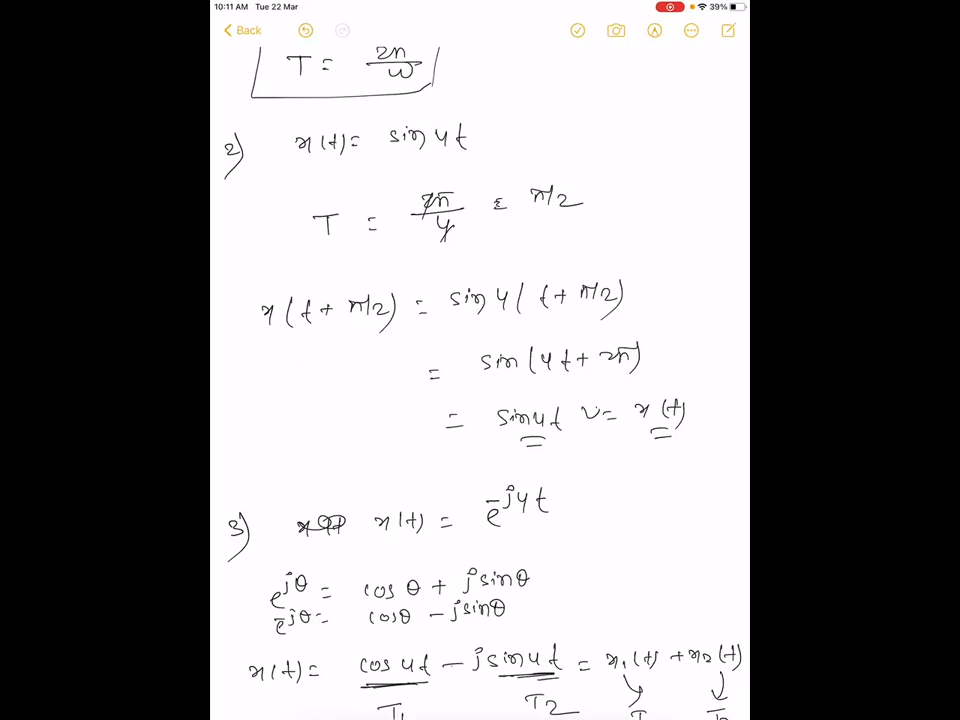 10:11 AM Tue 22 Mar 39%
Back
T = 2π/ω
2) x(t) = sin 4t
T = 2π/4 = π/2
x(t + π/2) = sin 4(t + π/2)
= sin(4t + 2π)
= sin 4t = x(t)
3) x(t) = e^-j4t
e^jθ = cos θ + j sin θ
e^-jθ = cos θ - j sin θ
x(t) = cos 4t - j sin 4t = x₁(t) + x₂(t)
T₁ T₂